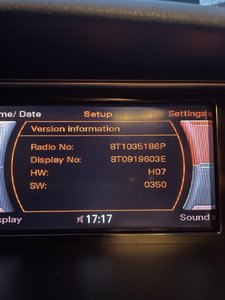 me/ Date Setup Settings
Version information
Radio No: 8T1035186P
Display No: 8T0919603E
HW: H07
SW: 0350
splay 17:17 Sound